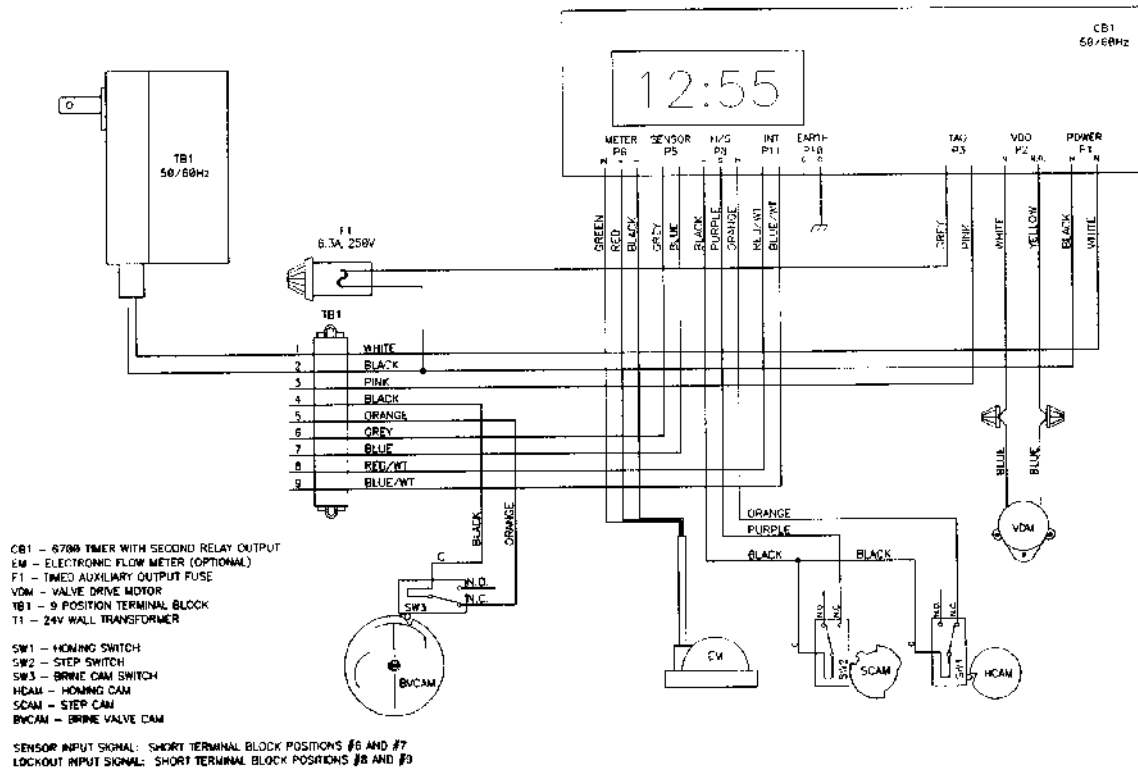 CB1
50/60Hz
12:55
METER SENSOR H/S INT EARTH TAO VDO POWER
P6 P5 P8 P11 P10 P3 P2 P1
TB1
50/60Hz
F1
6.3A, 250V
GREEN
RED
BLACK
GREY
BLUE
BLACK
PURPLE
ORANGE
RED/WT
BLUE/WT
GREY
PINK
WHITE
YELLOW
BLACK
WHITE
TB1
1 WHITE
2 BLACK
3 PINK
4 BLACK
5 ORANGE
6 GREY
7 BLUE
8 RED/WT
9 BLUE/WT
BLUE
BLUE
VDM
BLACK
ORANGE
ORANGE
PURPLE
BLACK
BLACK
C
N.O.
N.C.
SW3
BVCAM
EM
N.O.
N.C.
C
SW2
SCAM
N.O.
N.C.
C
SW1
HCAM
CB1 – 6700 TIMER WITH SECOND RELAY OUTPUT
EM – ELECTRONIC FLOW METER (OPTIONAL)
F1 – TIMED AUXILIARY OUTPUT FUSE
VDM – VALVE DRIVE MOTOR
TB1 – 9 POSITION TERMINAL BLOCK
T1 – 24V WALL TRANSFORMER
SW1 – HOMING SWITCH
SW2 – STEP SWITCH
SW3 – BRINE CAM SWITCH
HCAM – HOMING CAM
SCAM – STEP CAM
BVCAM – BRINE VALVE CAM
SENSOR INPUT SIGNAL: SHORT TERMINAL BLOCK POSITIONS #6 AND #7
LOCKOUT INPUT SIGNAL: SHORT TERMINAL BLOCK POSITIONS #8 AND #9